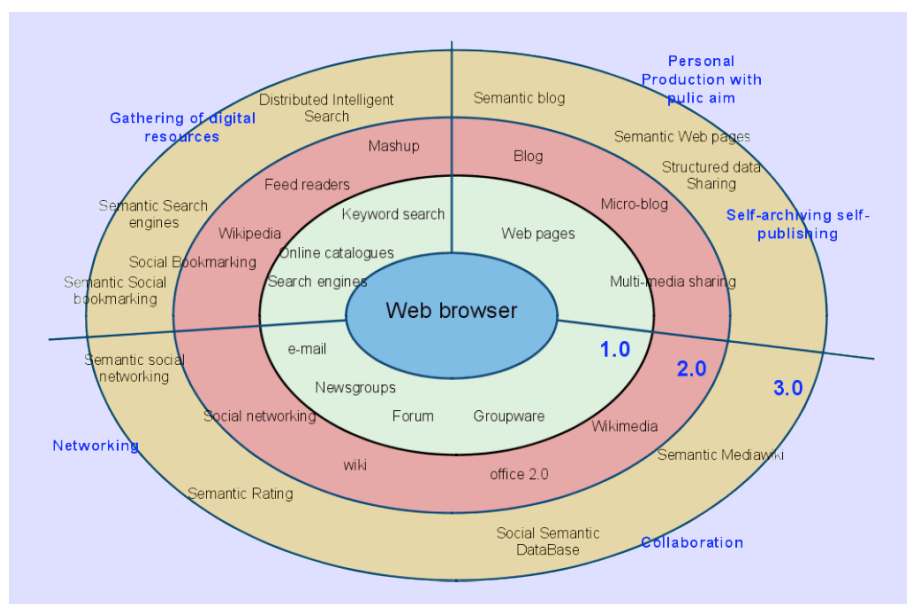 Personal
Production with
pulic aim
Distributed Intelligent
Search
Semantic blog
Gathering of digital
resources
Semantic Web pages
Mashup
Blog
Structured data
Sharing
Feed readers
Micro-blog
Semantic Search
engines
Keyword search
Self-archiving self-
publishing
Wikipedia
Web pages
Online catalogues
Social Bookmarking
Semantic Social
bookmarking
Search engines
Multi-media sharing
Web browser
e-mail
1.0
Semantic social
networking
2.0
Newsgroups
3.0
Social networking
Forum
Groupware
Wikimedia
Networking
Semantic Mediawiki
wiki
office 2.0
Semantic Rating
Social Semantic
DataBase
Collaboration